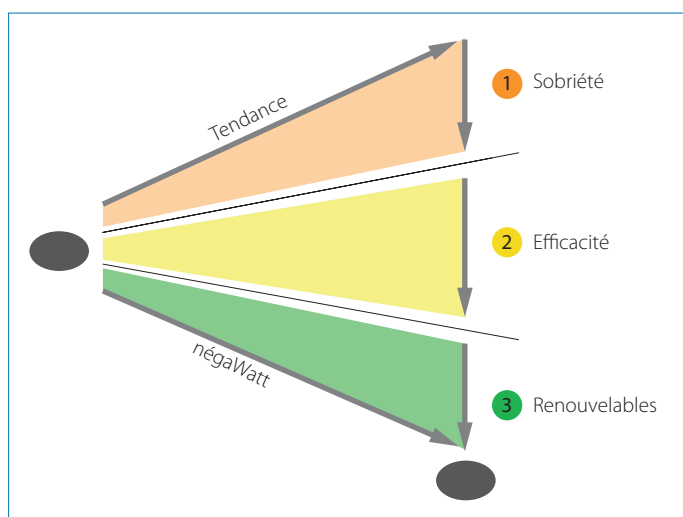 Tendance
1 Sobriété
2 Efficacité
négaWatt
3 Renouvelables